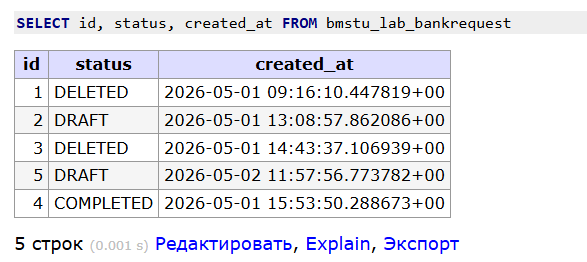 SELECT id, status, created_at FROM bmstu_lab_bankrequest
id status created_at
1 DELETED 2026-05-01 09:16:10.447819+00
2 DRAFT 2026-05-01 13:08:57.862086+00
3 DELETED 2026-05-01 14:43:37.106939+00
5 DRAFT 2026-05-02 11:57:56.773782+00
4 COMPLETED 2026-05-01 15:53:50.288673+00
5 строк (0.001 s) Редактировать, Explain, Экспорт